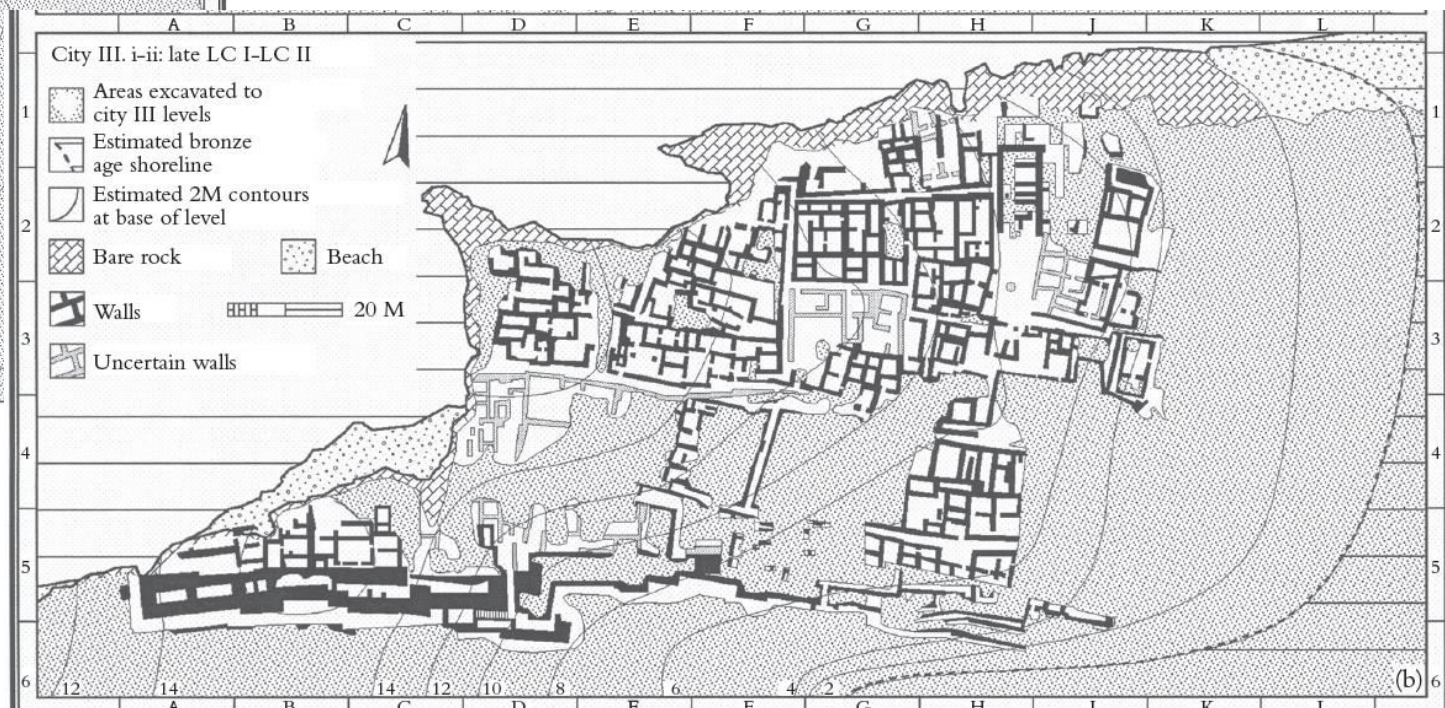 A B C D E F G H J K L
City III. i-ii: late LC I-LC II
Areas excavated to
city III levels
Estimated bronze
age shoreline
Estimated 2M contours
at base of level
Bare rock
Beach
Walls
20 M
Uncertain walls
1 1
2 2
3 3
4 4
5 5
6 6
12 14 14 12 10 8 6 4 2
(b)
A B C D E F G H J K L